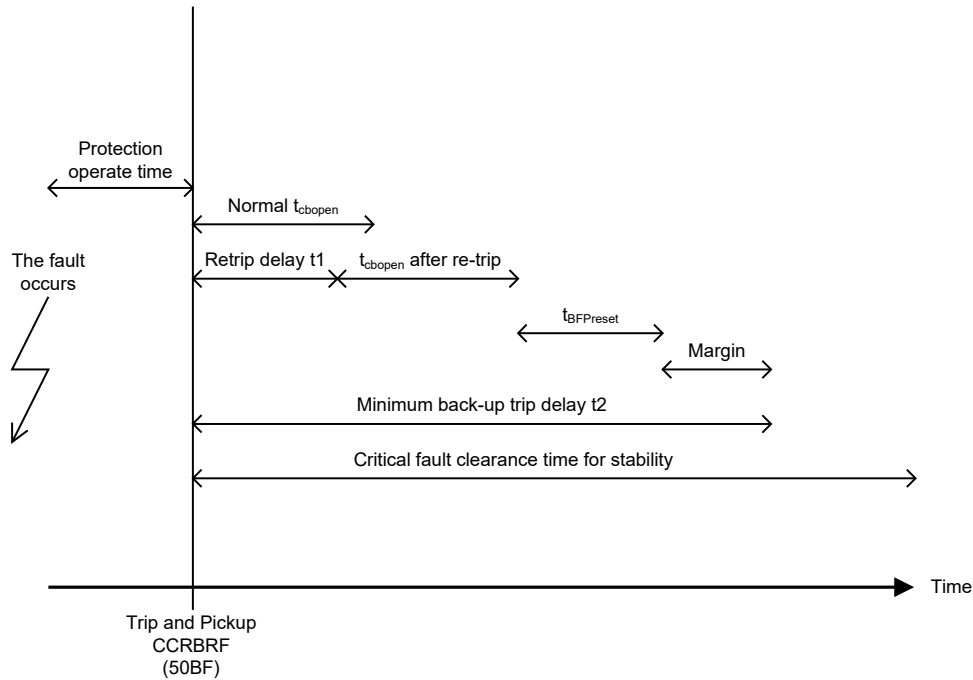 Protection
operate time
Normal tcbopen
The fault
occurs
Retrip delay t1
tcbopen after re-trip
tBFPreset
Margin
Minimum back-up trip delay t2
Critical fault clearance time for stability
Time
Trip and Pickup
CCRBRF
(50BF)